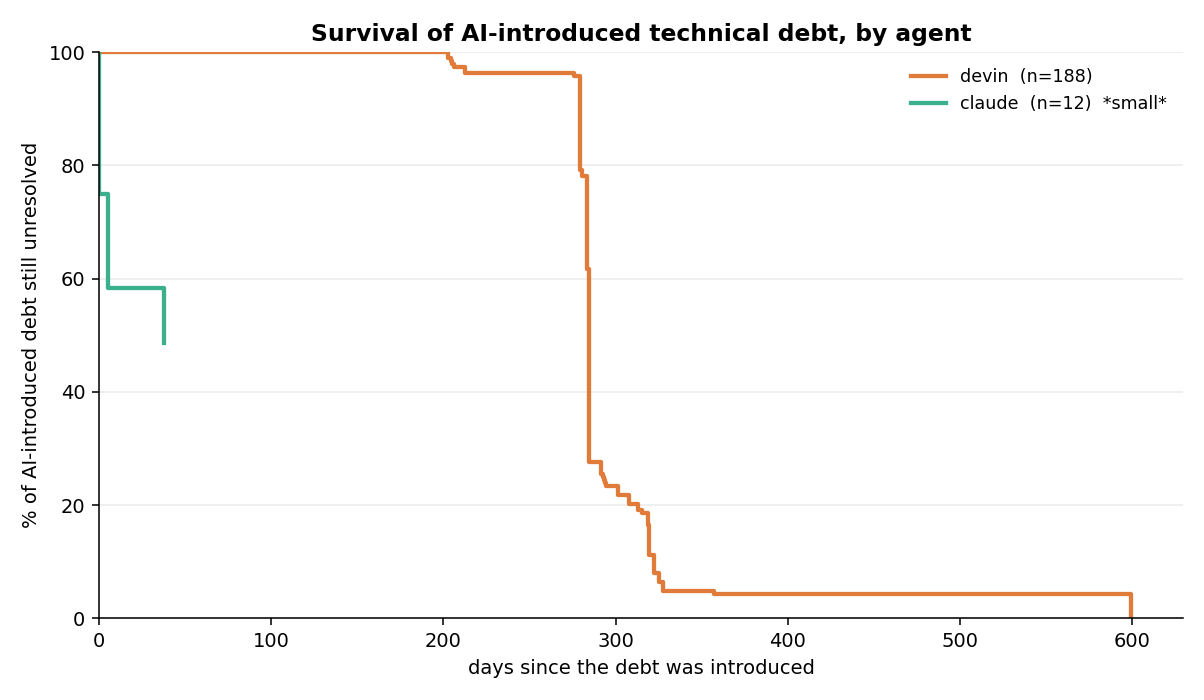 Survival of AI-introduced technical debt, by agent
devin (n=188)
claude (n=12) *small*
% of AI-introduced debt still unresolved
100
80
60
40
20
0
0 100 200 300 400 500 600
days since the debt was introduced